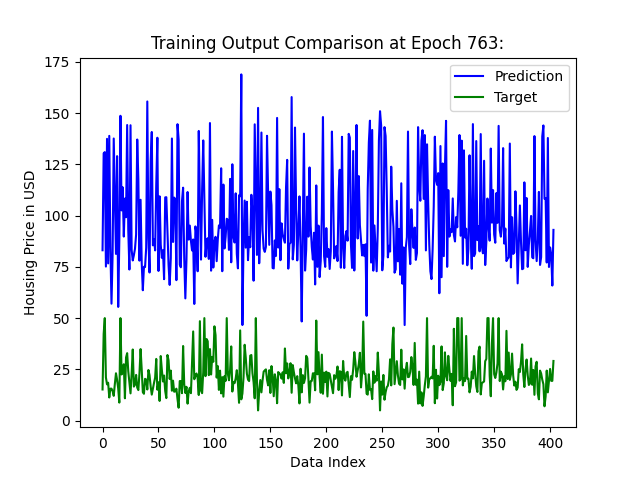 Training Output Comparison at Epoch 763:
Prediction
Target
175
150
125
100
75
50
25
0
Housing Price in USD
0 50 100 150 200 250 300 350 400
Data Index